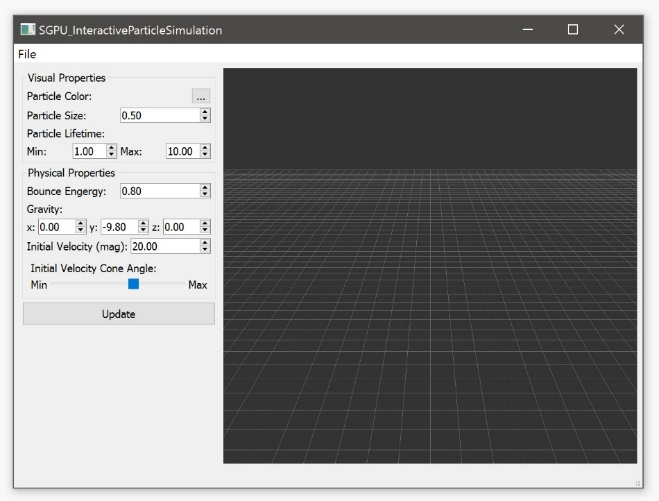 SGPU_InteractiveParticleSimulation
File
Visual Properties
Particle Color: ...
Particle Size: 0.50
Particle Lifetime:
Min: 1.00 Max: 10.00
Physical Properties
Bounce Engergy: 0.80
Gravity:
x: 0.00 y: -9.80 z: 0.00
Initial Velocity (mag): 20.00
Initial Velocity Cone Angle:
Min Max
Update